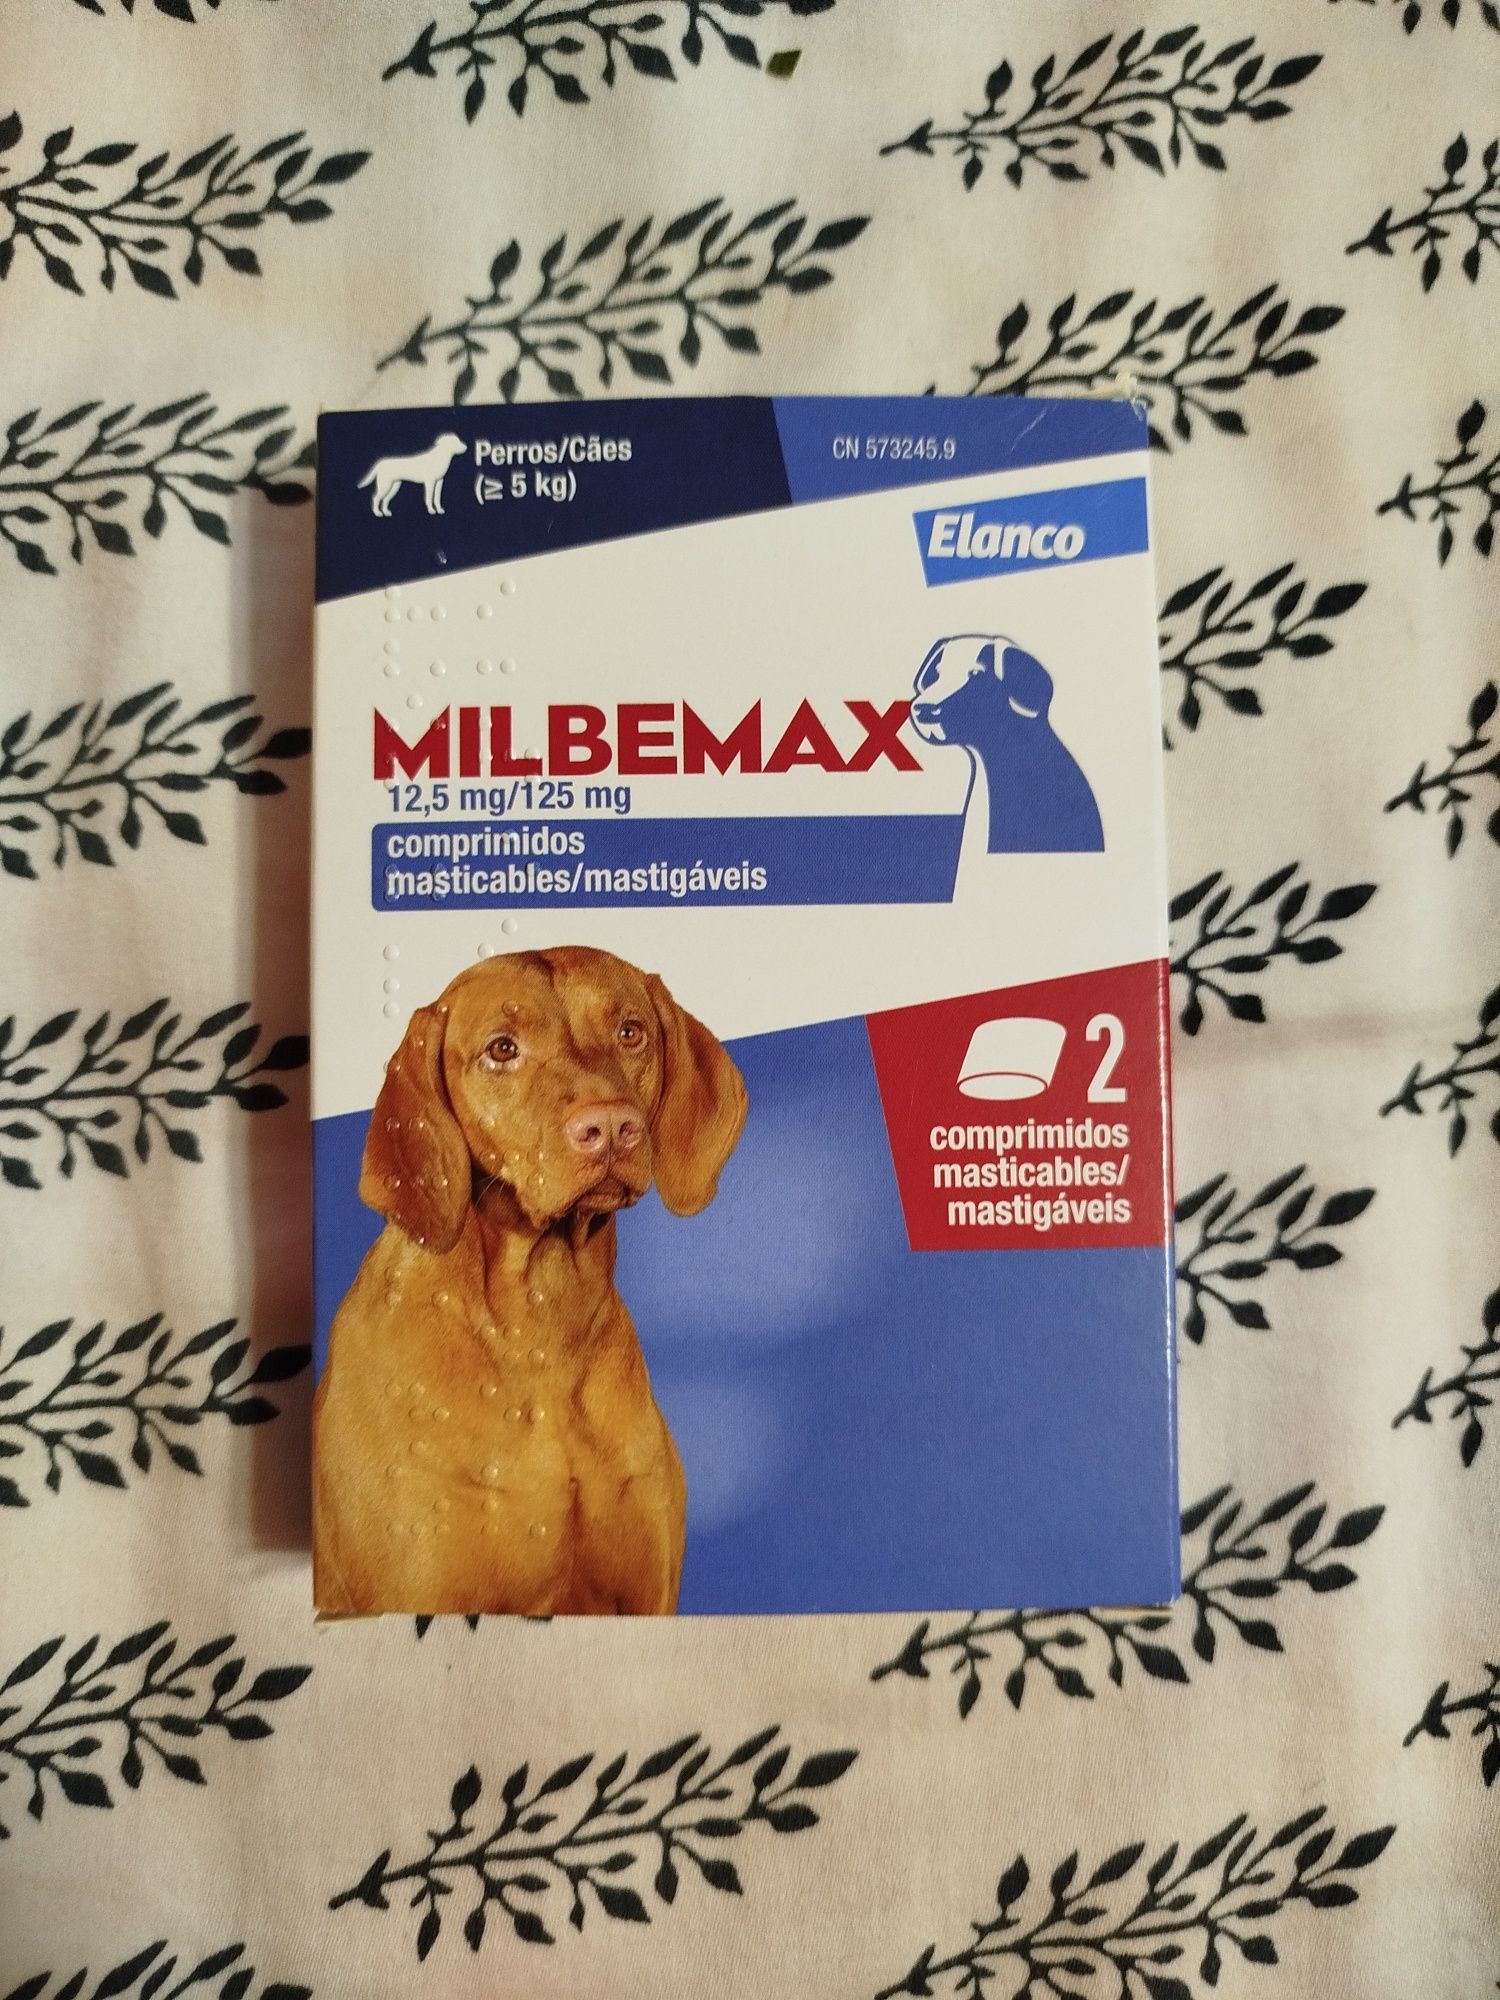 Perros/Cães
(≥ 5 kg)
CN 573245.9
Elanco
MILBEMAX
12,5 mg/125 mg
comprimidos
masticables/mastigáveis
2
comprimidos
masticables/
mastigáveis